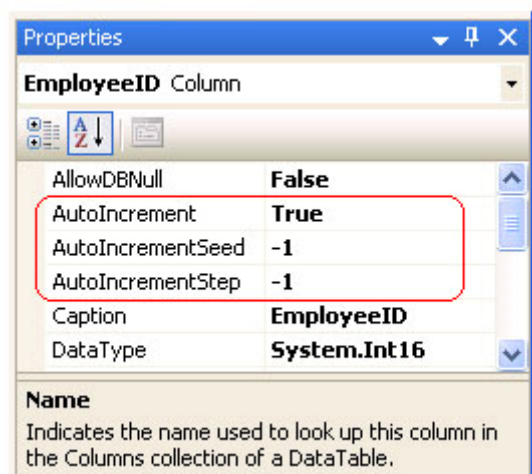 Properties
EmployeeID Column
A
Z
AllowDBNull False
AutoIncrement True
AutoIncrementSeed -1
AutoIncrementStep -1
Caption EmployeeID
DataType System.Int16
Name
Indicates the name used to look up this column in
the Columns collection of a DataTable.